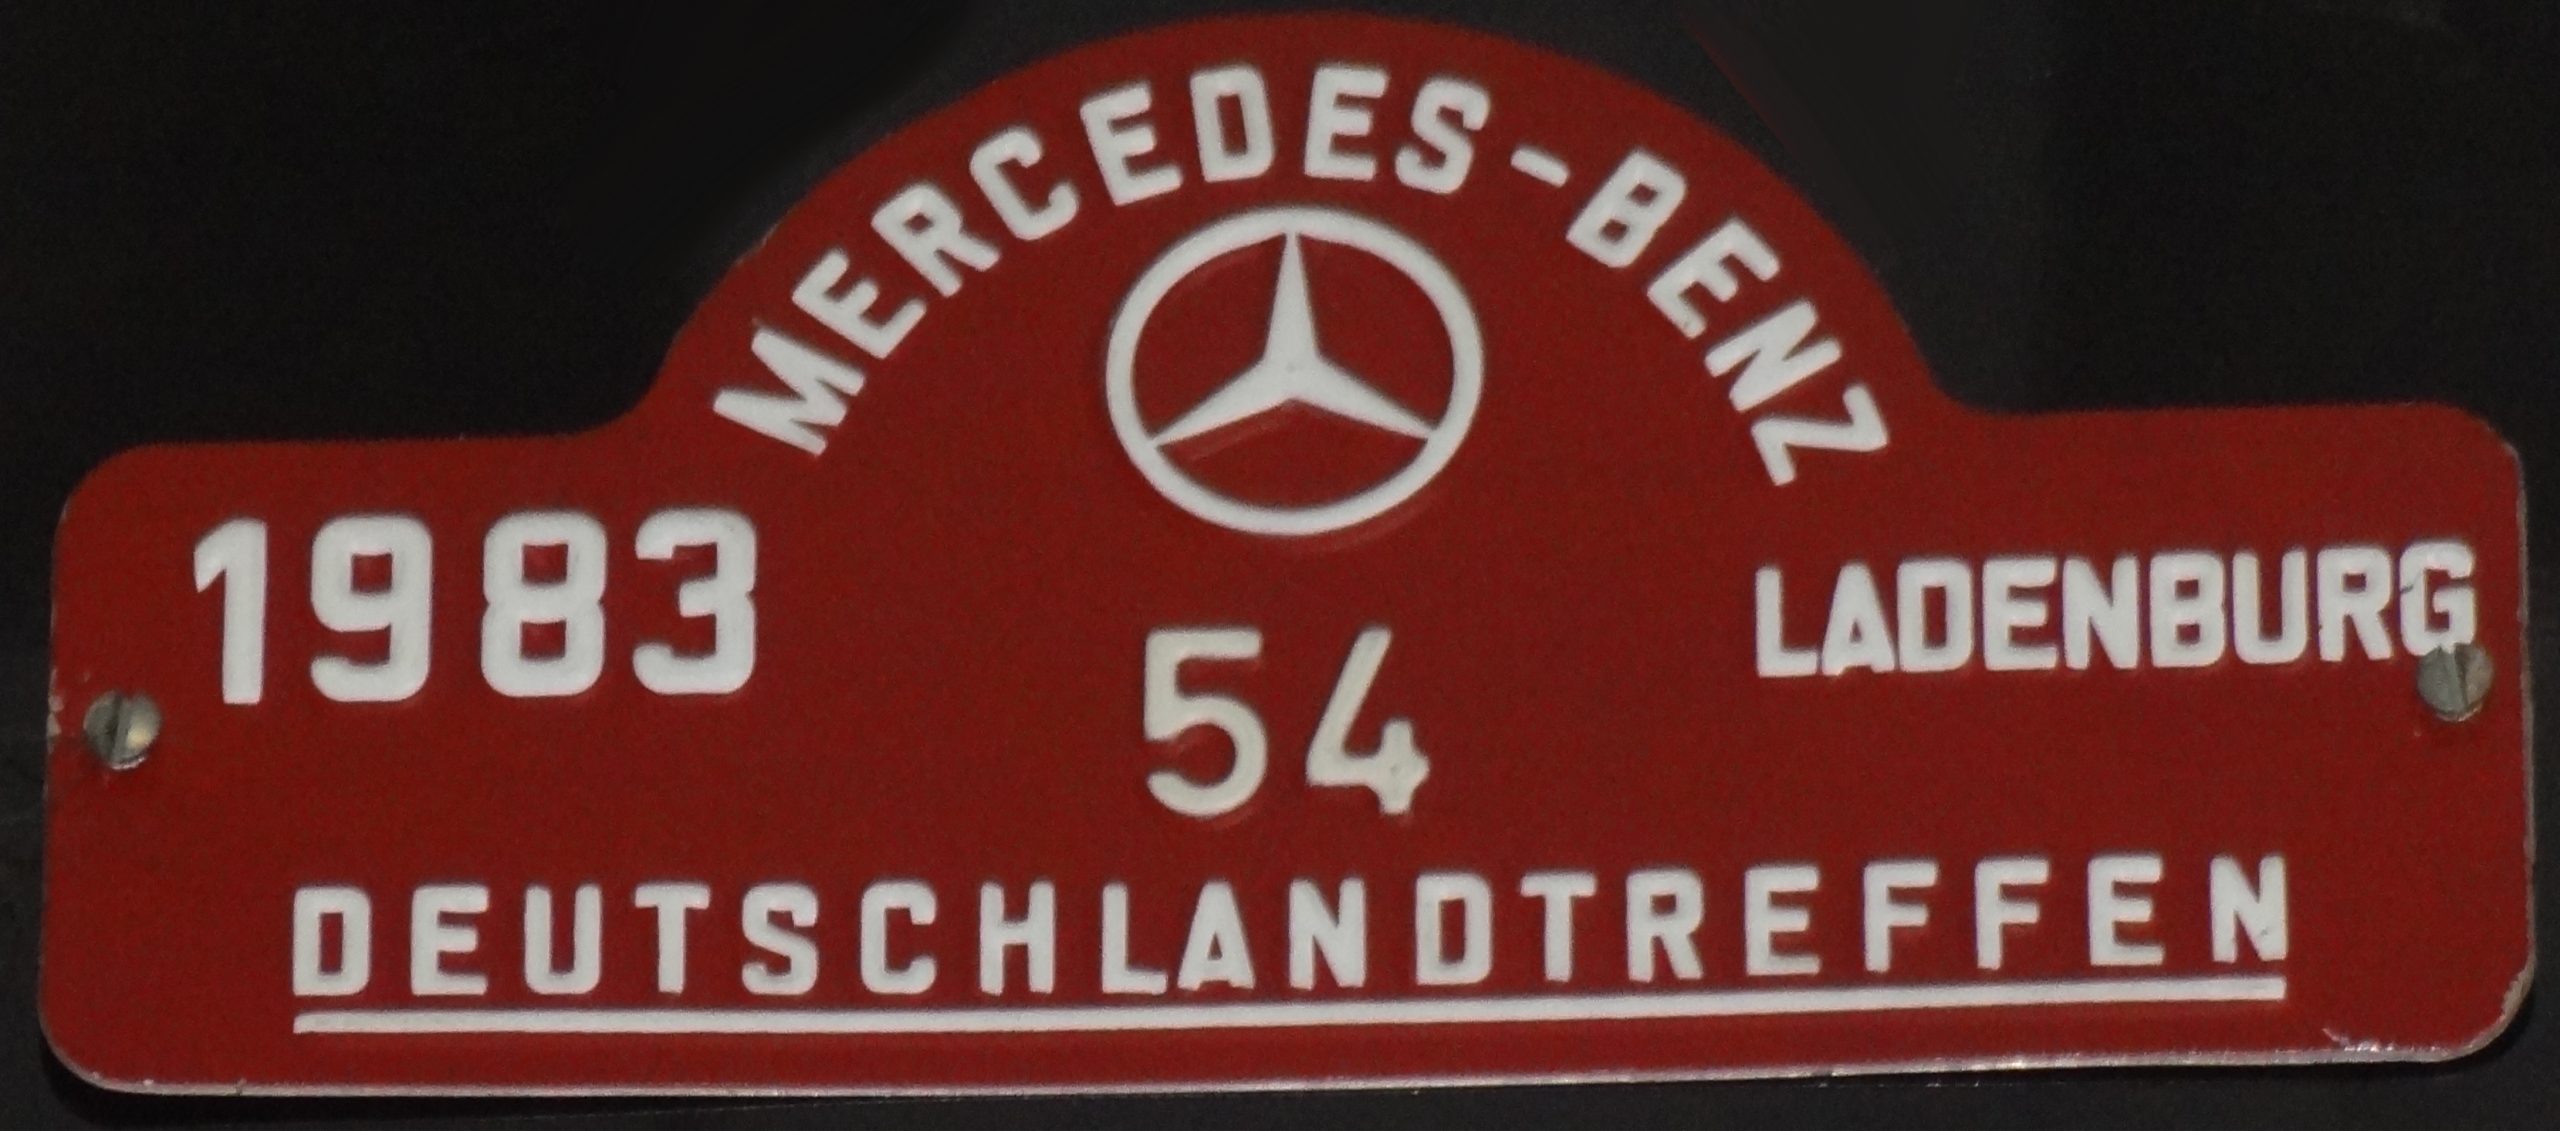 MERCEDES-BENZ
1983
LADENBURG
54
DEUTSCHLANDTREFFEN